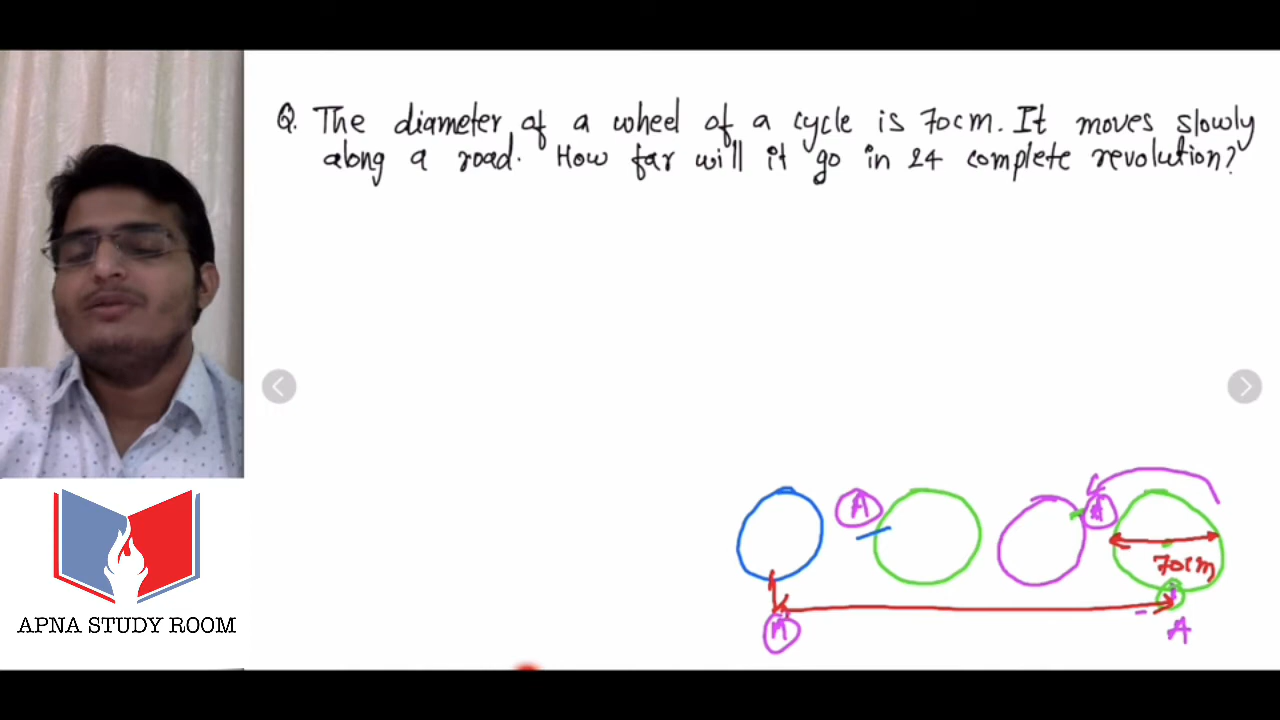 Q. The diameter of a wheel of a cycle is 70cm. It moves slowly
along a road. How far will it go in 24 complete revolution?
A
A
70cm
A
A
APNA STUDY ROOM